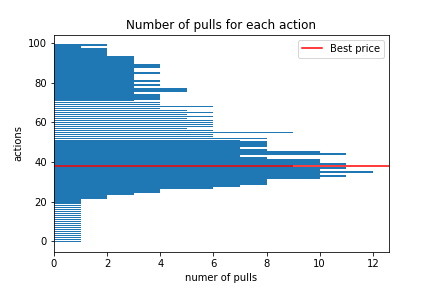 Number of pulls for each action
Best price
100
80
60
40
20
0
actions
0 2 4 6 8 10 12
numer of pulls